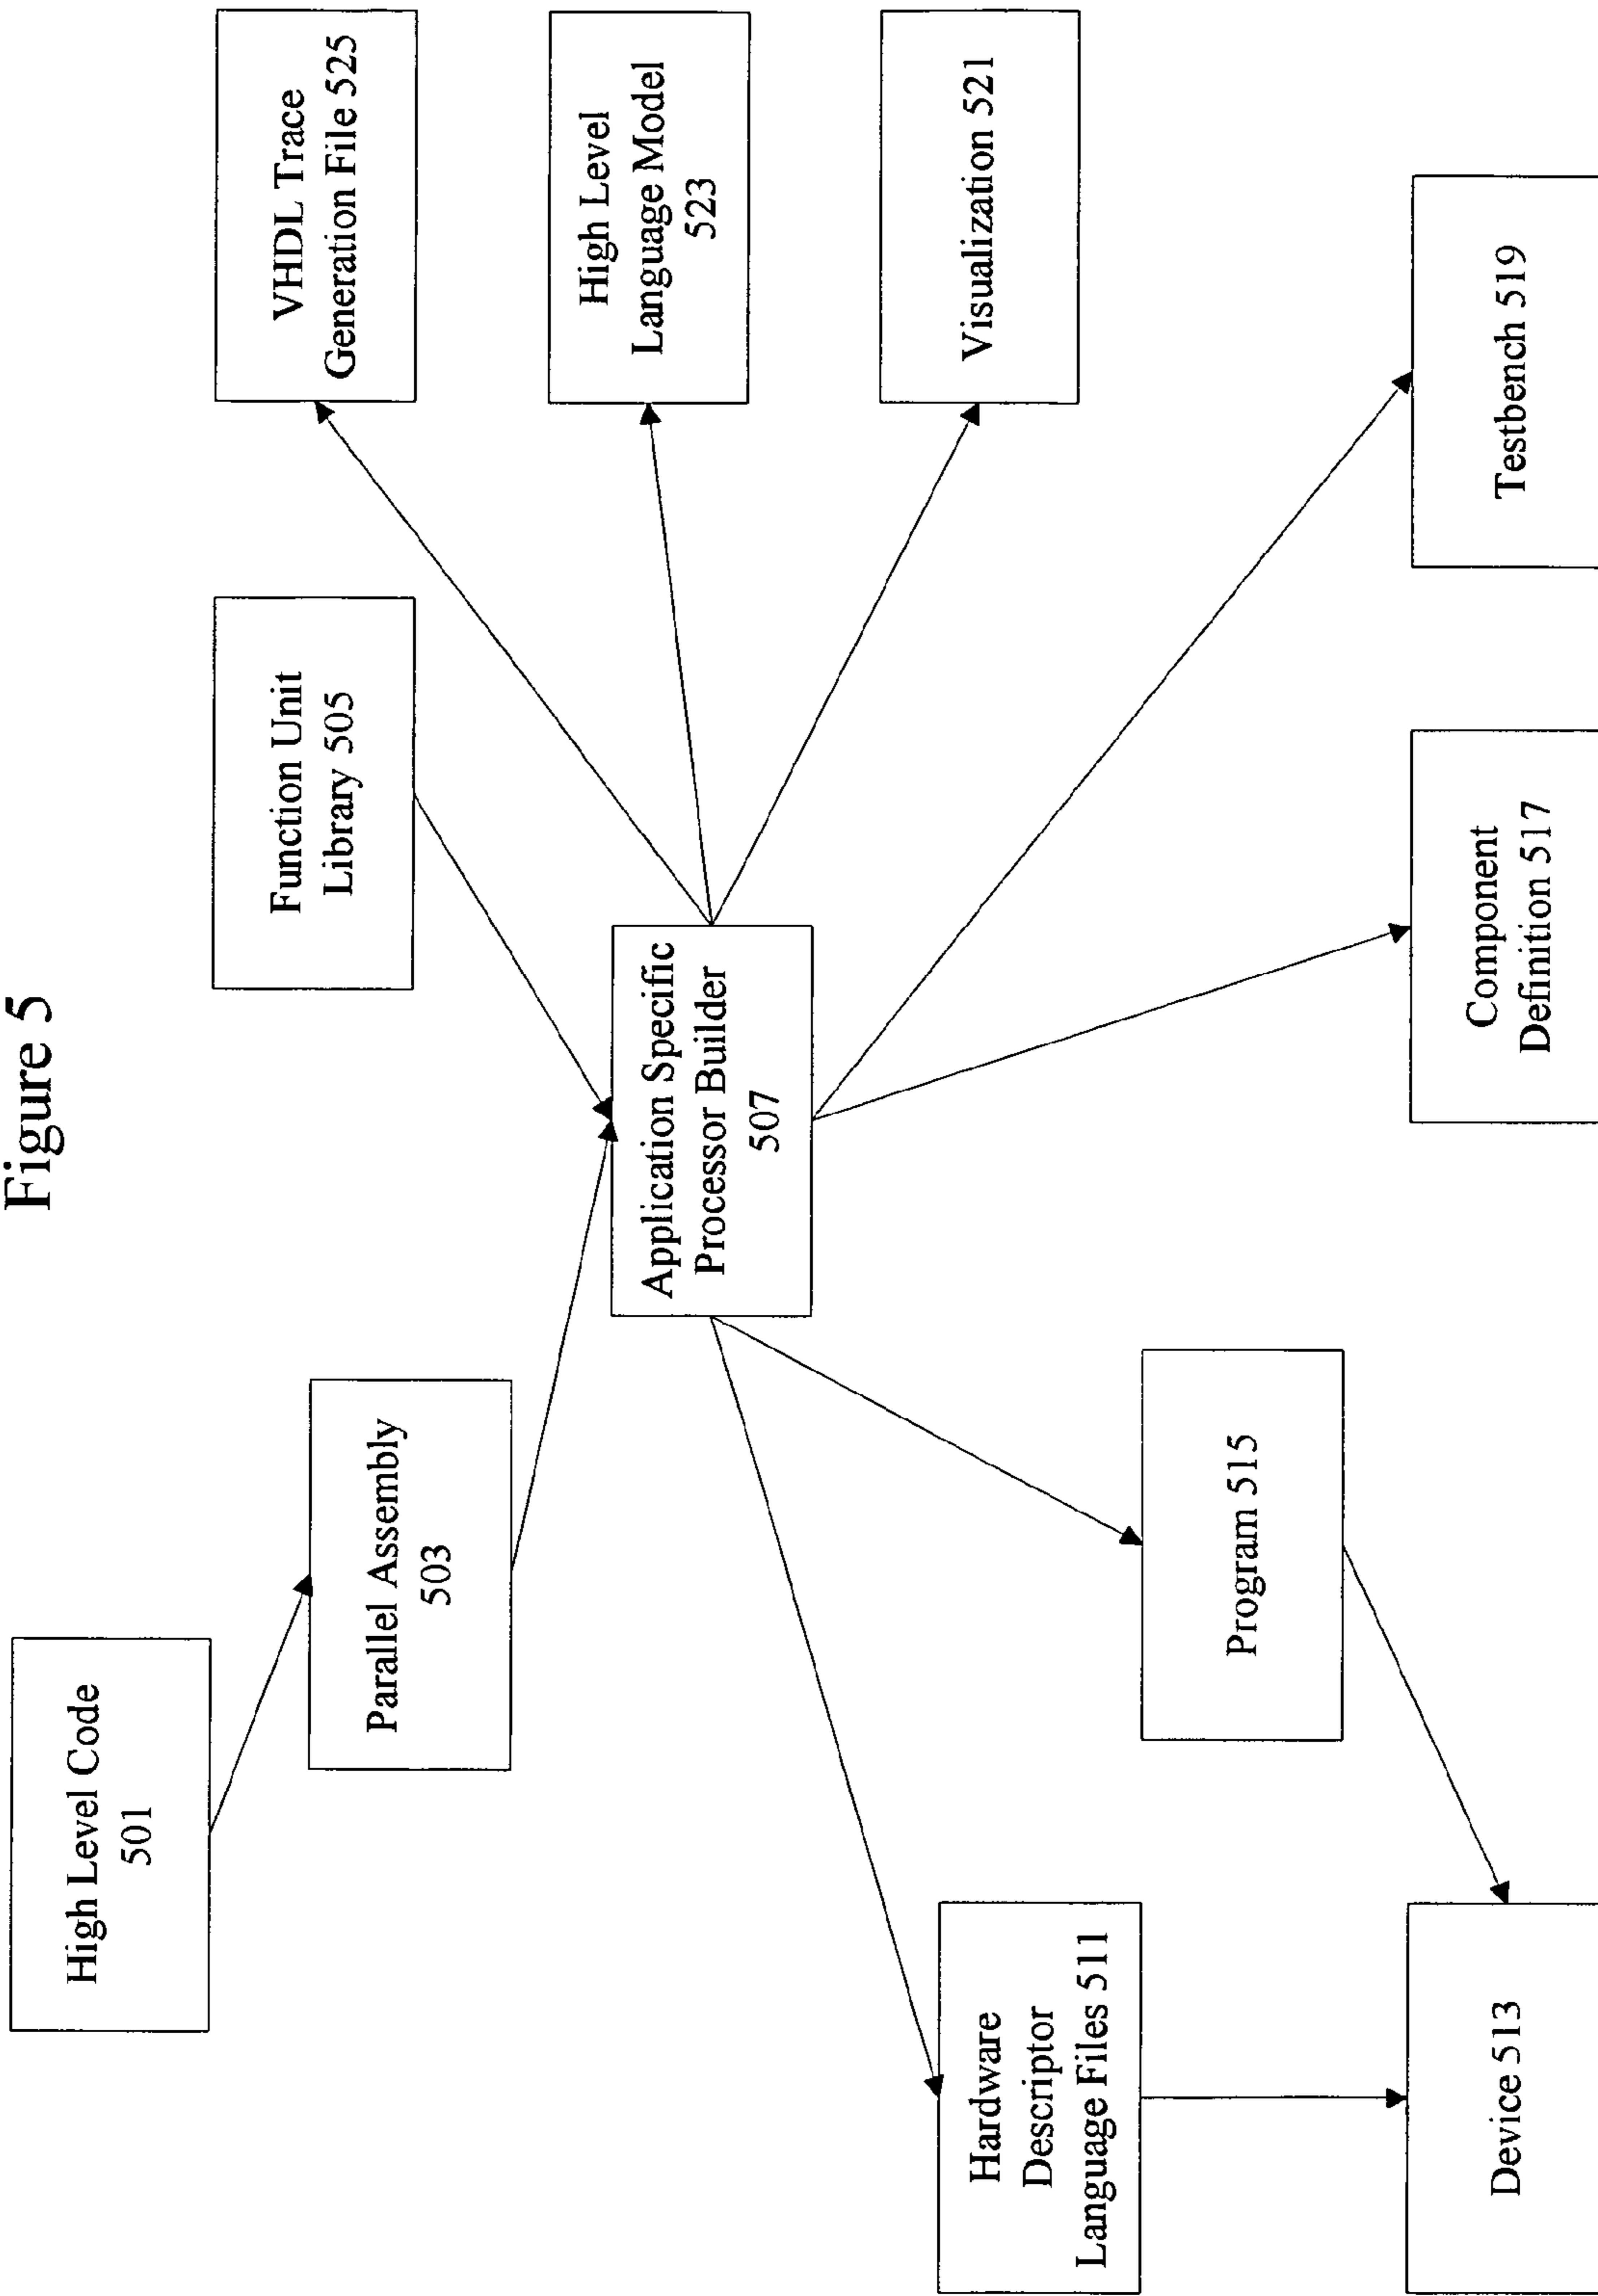 Figure 5
High Level Code
501
Parallel Assembly
503
Function Unit
Library 505
VHDL Trace
Generation File 525
High Level
Language Model
523
Visualization 521
Application Specific
Processor Builder
507
Hardware
Descriptor
Language Files 511
Program 515
Device 513
Component
Definition 517
Testbench 519